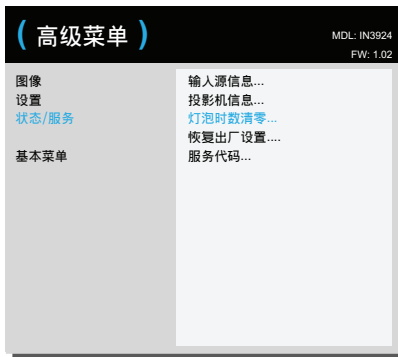 (高级菜单)
MDL: IN3924
FW: 1.02
图像
设置
状态/服务
基本菜单
输入源信息...
投影机信息...
灯泡时数清零...
恢复出厂设置....
服务代码...